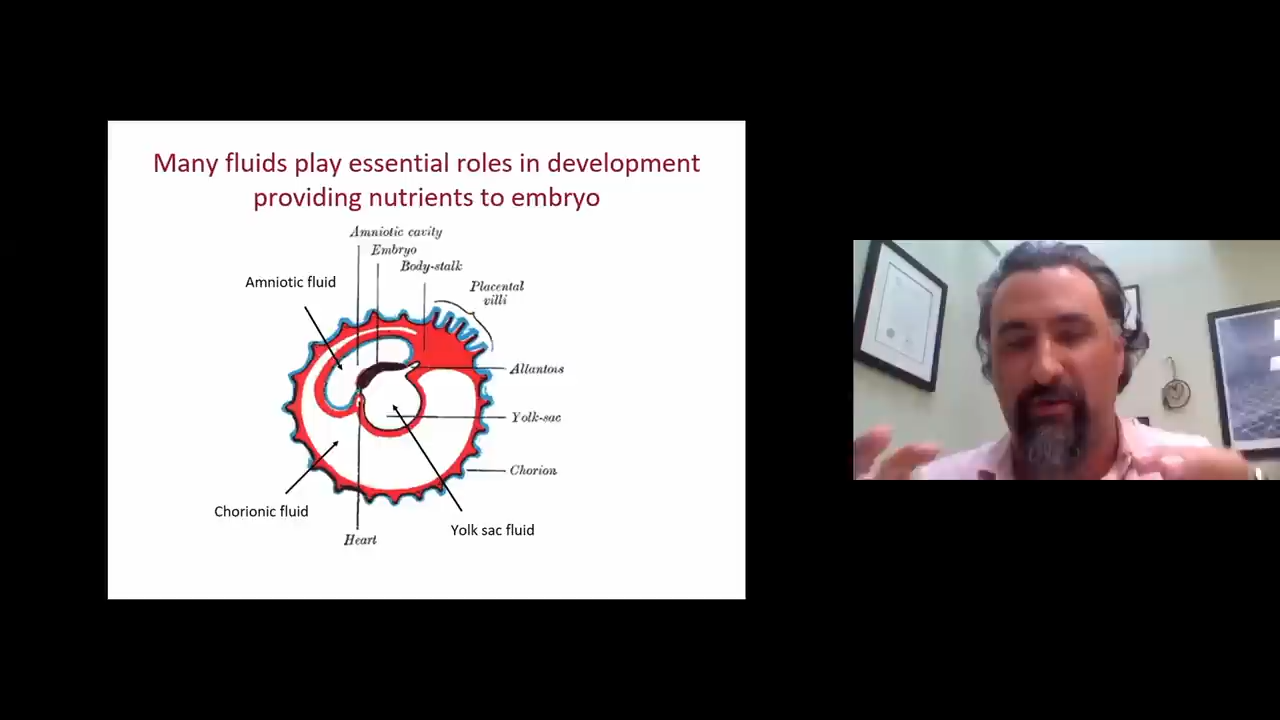 Many fluids play essential roles in development
providing nutrients to embryo
Amniotic cavity
Embryo
Body-stalk
Placental
villi
Amniotic fluid
Allantois
Yolk-sac
Chorion
Chorionic fluid
Yolk sac fluid
Heart